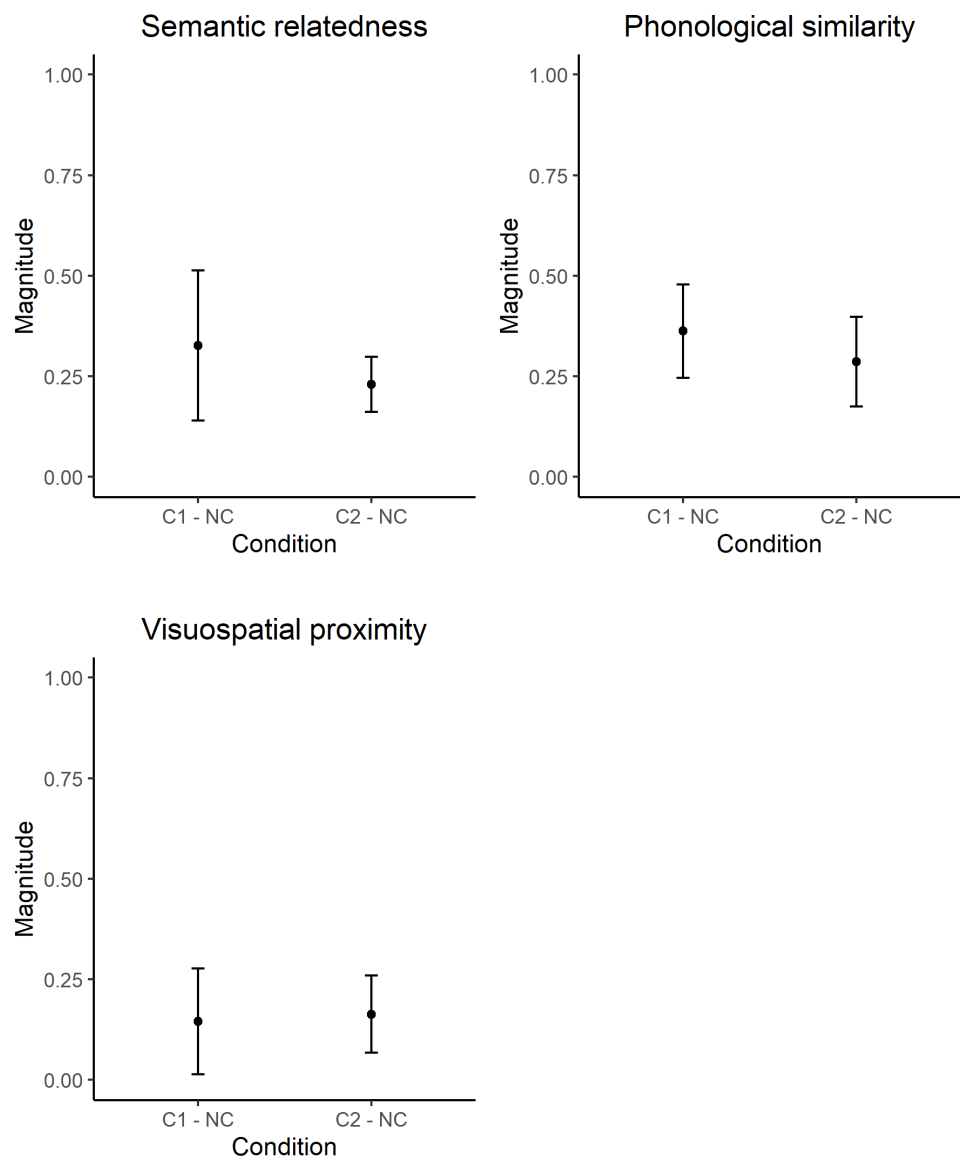 Semantic relatedness
1.00
0.75
0.50
0.25
0.00
Magnitude
C1 - NC
C2 - NC
Condition
Phonological similarity
1.00
0.75
0.50
0.25
0.00
Magnitude
C1 - NC
C2 - NC
Condition
Visuospatial proximity
1.00
0.75
0.50
0.25
0.00
Magnitude
C1 - NC
C2 - NC
Condition